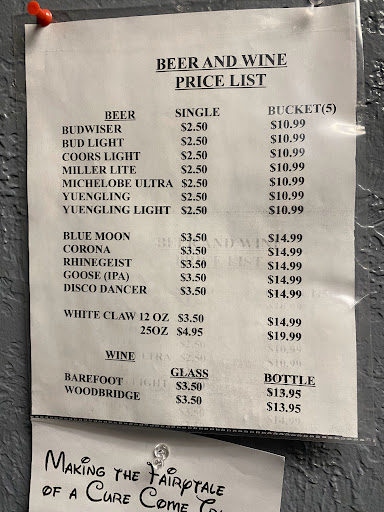 BEER AND WINE
PRICE LIST
BEER SINGLE BUCKET(5)
BUDWISER $2.50 $10.99
BUD LIGHT $2.50 $10.99
COORS LIGHT $2.50 $10.99
MILLER LITE $2.50 $10.99
MICHELOBE ULTRA $2.50 $10.99
YUENGLING $2.50 $10.99
YUENGLING LIGHT $2.50 $10.99
BLUE MOON $3.50 $14.99
CORONA $3.50 $14.99
RHINEGEIST $3.50 $14.99
GOOSE (IPA) $3.50 $14.99
DISCO DANCER $3.50 $14.99
WHITE CLAW 12 OZ $3.50 $14.99
25OZ $4.95 $19.99
WINE
GLASS BOTTLE
BAREFOOT $3.50 $13.95
WOODBRIDGE $3.50 $13.95
MAKING THE FAIRYTALE
OF A CURE COME